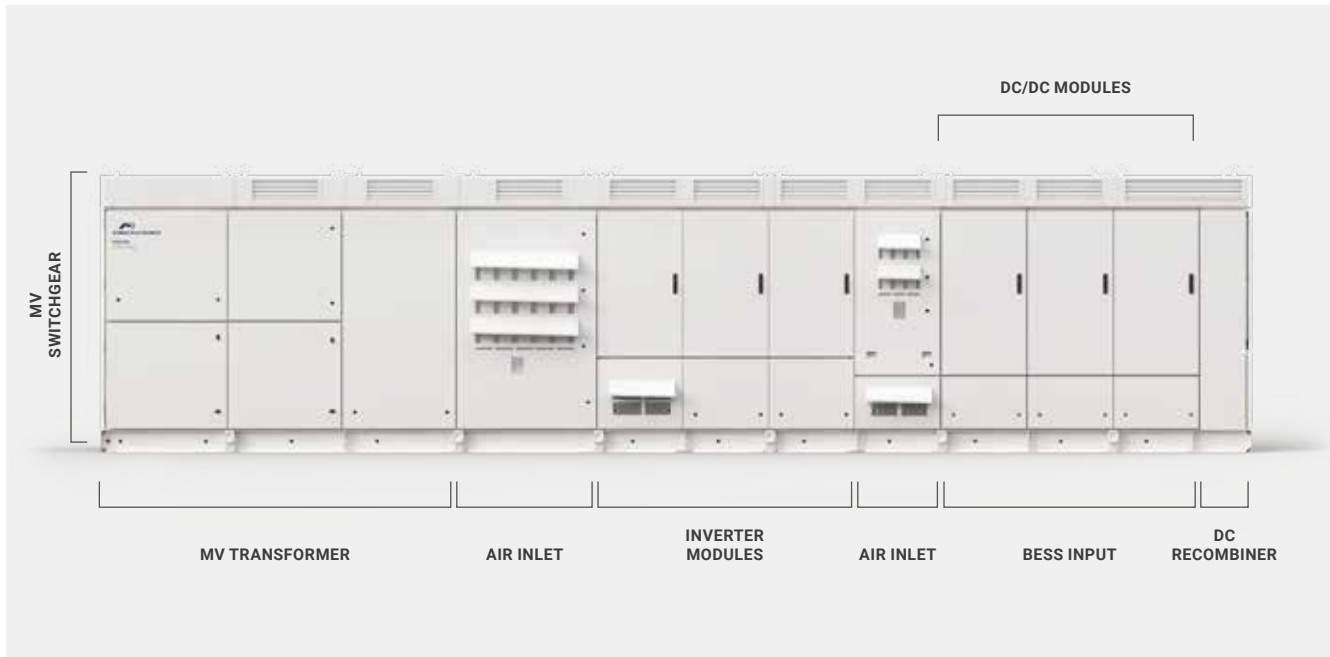 DC/DC MODULES
MV
SWITCHGEAR
MV TRANSFORMER
AIR INLET
INVERTER
MODULES
AIR INLET
BESS INPUT
DC
RECOMBINER